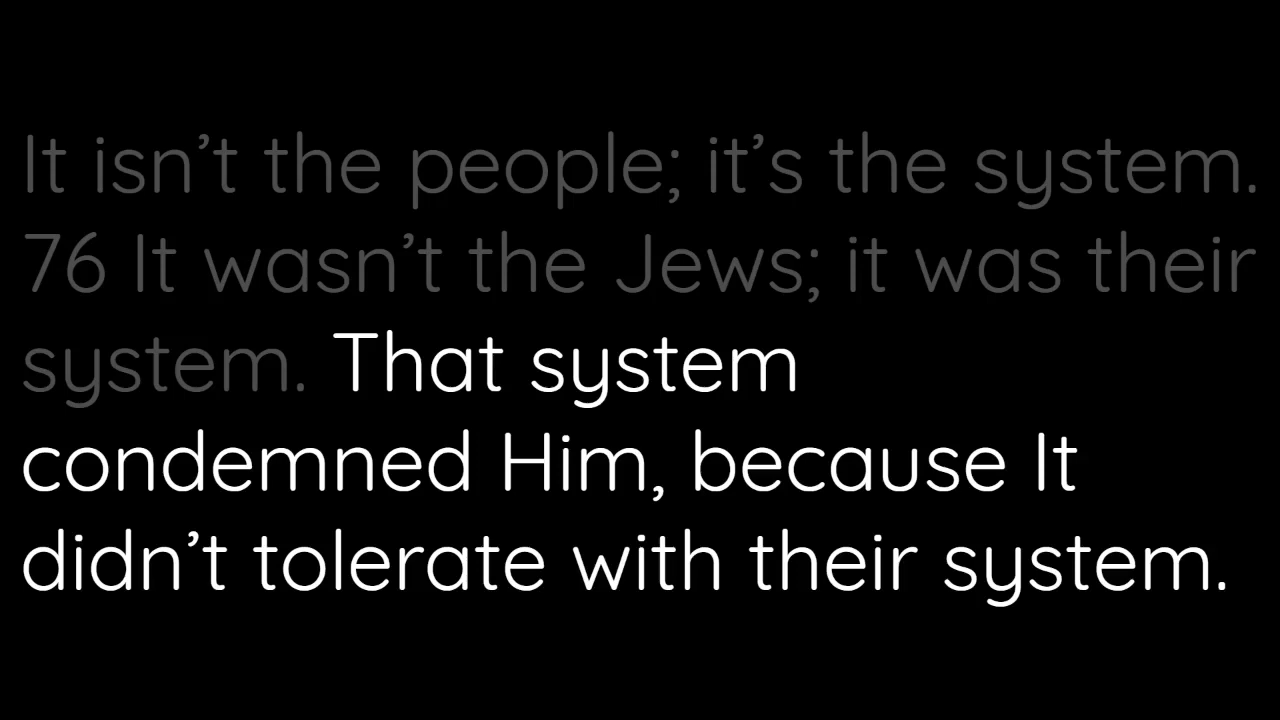 It isn’t the people; it’s the system.
76 It wasn’t the Jews; it was their
system. That system
condemned Him, because It
didn’t tolerate with their system.